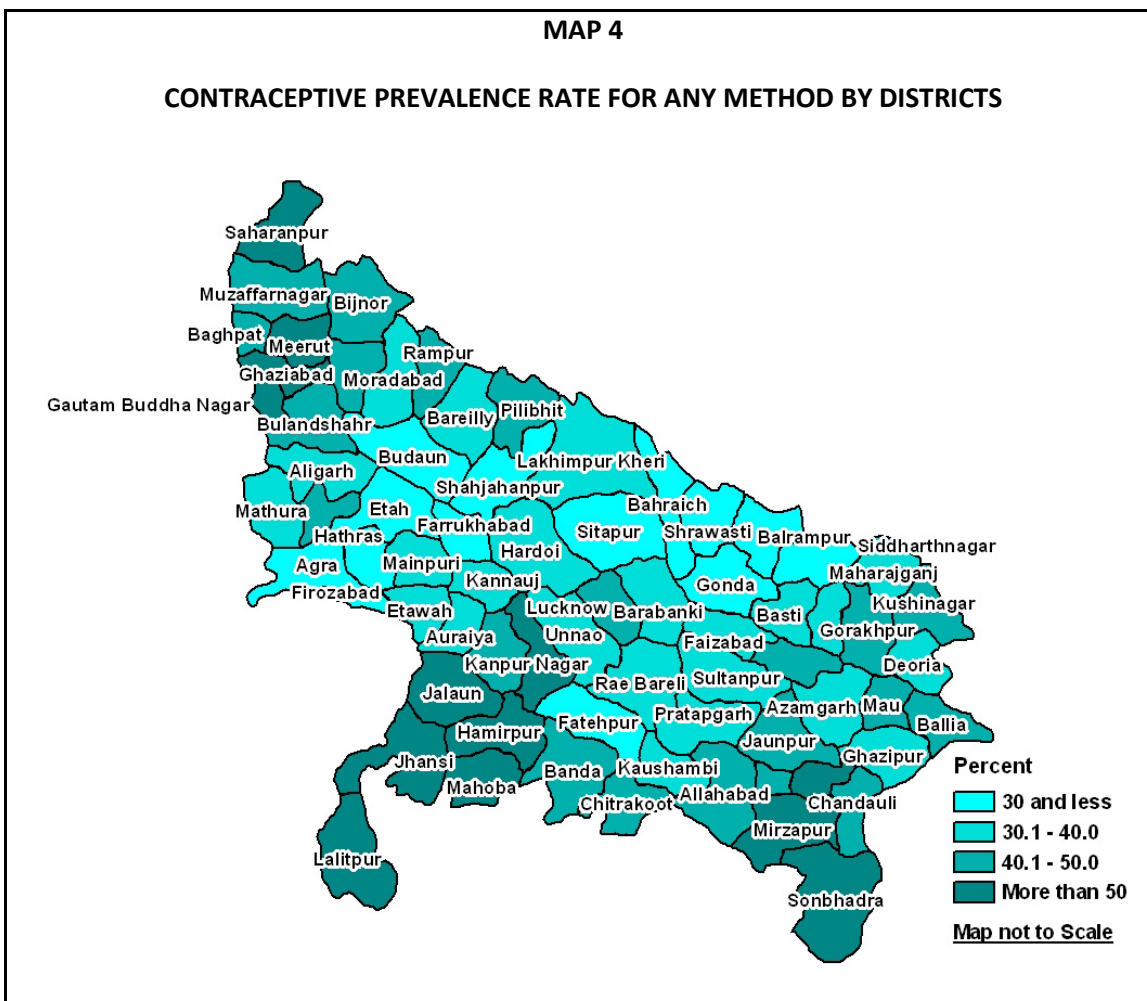 MAP 4
CONTRACEPTIVE PREVALENCE RATE FOR ANY METHOD BY DISTRICTS
Saharanpur
Muzaffarnagar
Bijnor
Baghpat
Meerut
Rampur
Ghaziabad
Moradabad
Gautam Buddha Nagar
Pilibhit
Bareilly
Bulandshahr
Budaun
Lakhimpur Kheri
Aligarh
Shahjahanpur
Bahraich
Mathura
Etah
Farrukhabad
Sitapur
Shrawasti
Balrampur
Hathras
Siddharthnagar
Hardoi
Agra
Mainpuri
Maharajganj
Kannauj
Gonda
Firozabad
Kushinagar
Etawah
Lucknow
Barabanki
Basti
Auraiya
Unnao
Faizabad
Gorakhpur
Kanpur Nagar
Deoria
Rae Bareli
Sultanpur
Jalaun
Azamgarh
Mau
Pratapgarh
Fatehpur
Ballia
Hamirpur
Jaunpur
Ghazipur
Jhansi
Banda
Kaushambi
Mahoba
Allahabad
Chitrakoot
Chandauli
Mirzapur
Lalitpur
Sonbhadra
Percent
30 and less
30.1 - 40.0
40.1 - 50.0
More than 50
Map not to Scale